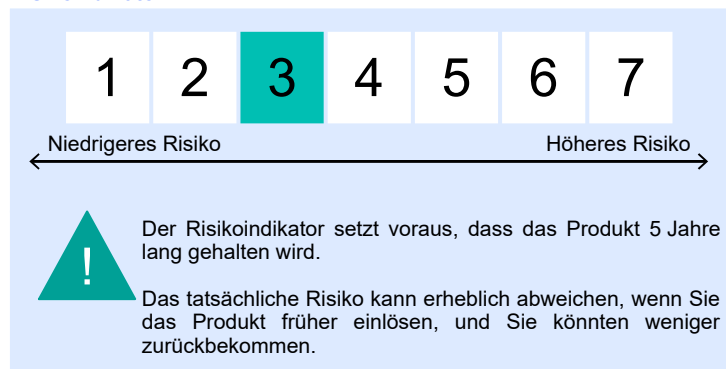 1 2 3 4 5 6 7
Niedrigeres Risiko Höheres Risiko
Der Risikoindikator setzt voraus, dass das Produkt 5 Jahre
lang gehalten wird.
!
Das tatsächliche Risiko kann erheblich abweichen, wenn Sie
das Produkt früher einlösen, und Sie könnten weniger
zurückbekommen.